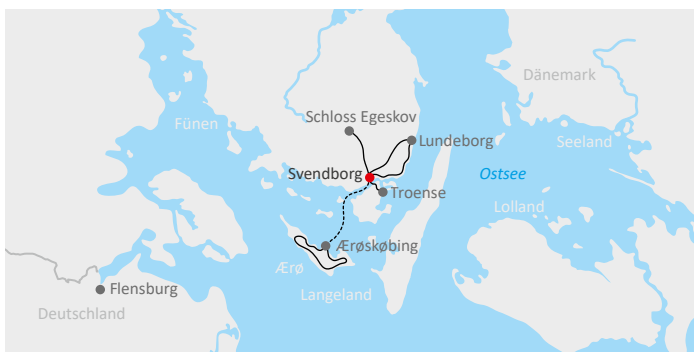 Dänemark
Schloss Egeskov
Fünen
Lundeborg
Seeland
Svendborg
Ostsee
Troense
Lolland
Ærøskøbing
Ærø
Flensburg
Langeland
Deutschland